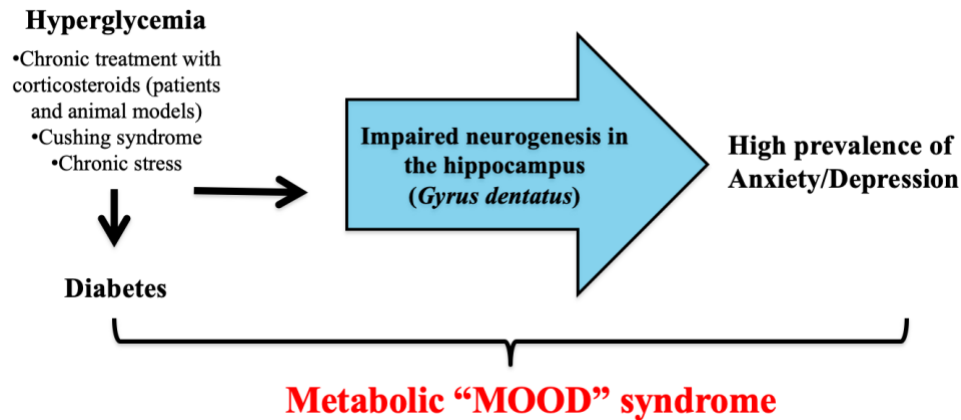 Hyperglycemia
•Chronic treatment with
corticosteroids (patients
and animal models)
•Cushing syndrome
•Chronic stress
Diabetes
Impaired neurogenesis in
the hippocampus
(Gyrus dentatus)
High prevalence of
Anxiety/Depression
Metabolic “MOOD” syndrome